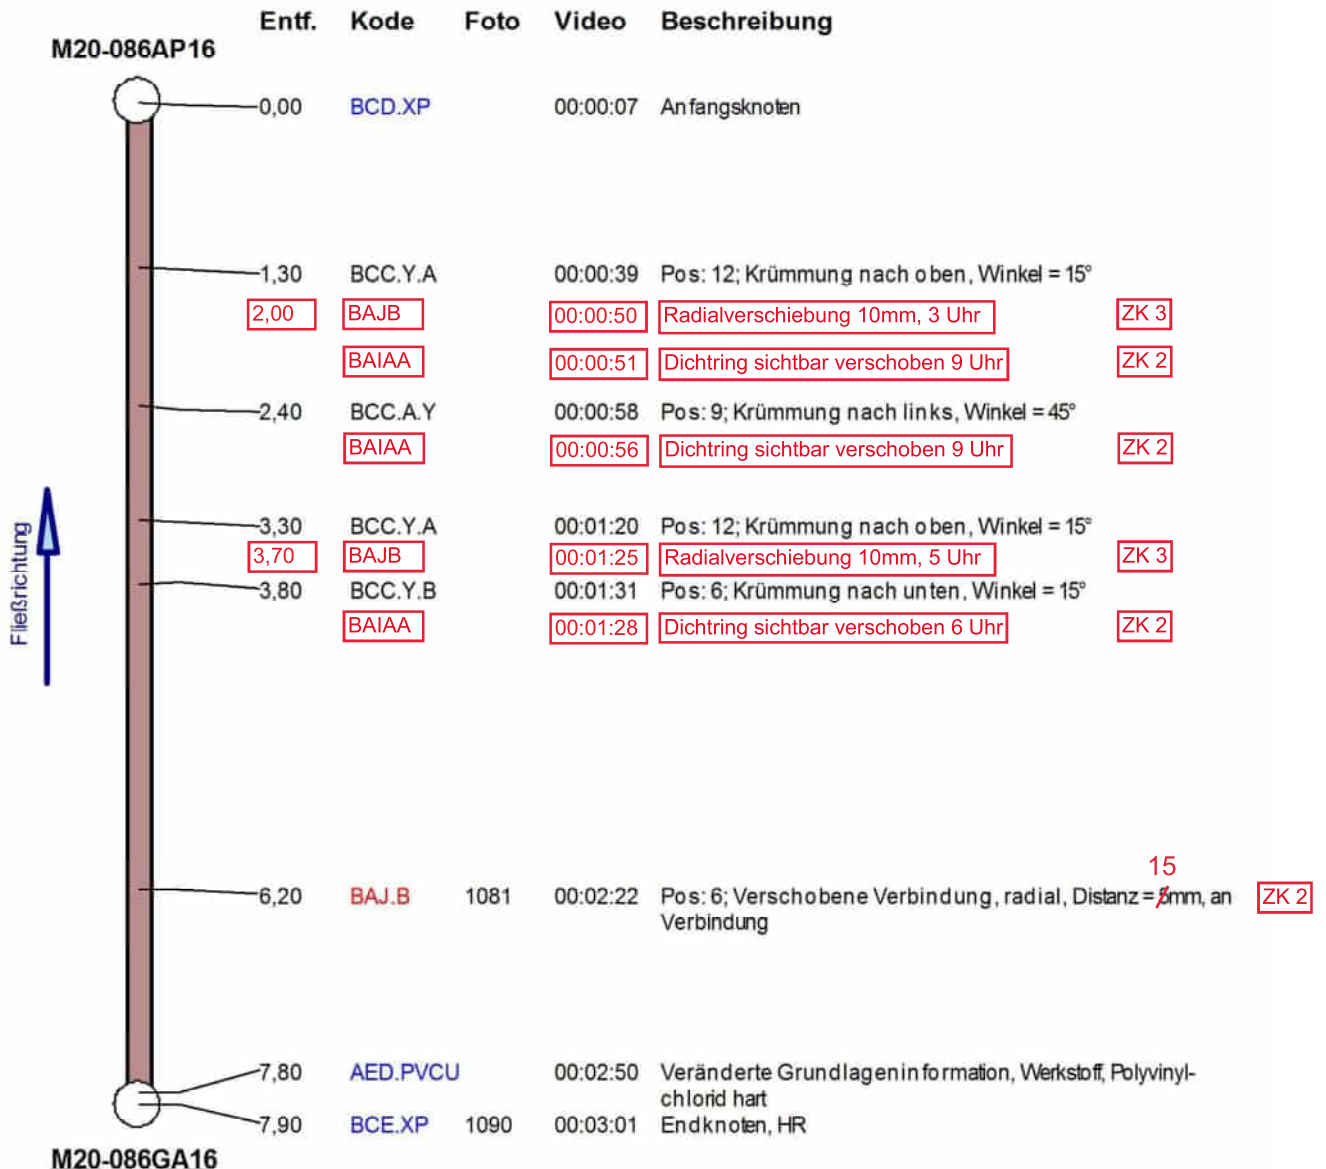 Entf. Kode Foto Video Beschreibung
M20-086AP16
0,00 BCD.XP 00:00:07 Anfangsknoten
1,30 BCC.Y.A 00:00:39 Pos: 12; Krümmung nach oben, Winkel = 15°
2,00 BAJB 00:00:50 Radialverschiebung 10mm, 3 Uhr ZK 3
BAIAA 00:00:51 Dichtring sichtbar verschoben 9 Uhr ZK 2
2,40 BCC.A.Y 00:00:58 Pos: 9; Krümmung nach links, Winkel = 45°
BAIAA 00:00:56 Dichtring sichtbar verschoben 9 Uhr ZK 2
Fließrichtung
3,30 BCC.Y.A 00:01:20 Pos: 12; Krümmung nach oben, Winkel = 15°
3,70 BAJB 00:01:25 Radialverschiebung 10mm, 5 Uhr ZK 3
3,80 BCC.Y.B 00:01:31 Pos: 6; Krümmung nach unten, Winkel = 15°
BAIAA 00:01:28 Dichtring sichtbar verschoben 6 Uhr ZK 2
15
6,20 BAJ.B 1081 00:02:22 Pos: 6; Verschobene Verbindung, radial, Distanz = mm, an ZK 2
Verbindung
7,80 AED.PVCU 00:02:50 Veränderte Grundlageninformation, Werkstoff, Polyvinyl-
chlorid hart
7,90 BCE.XP 1090 00:03:01 Endknoten, HR
M20-086GA16